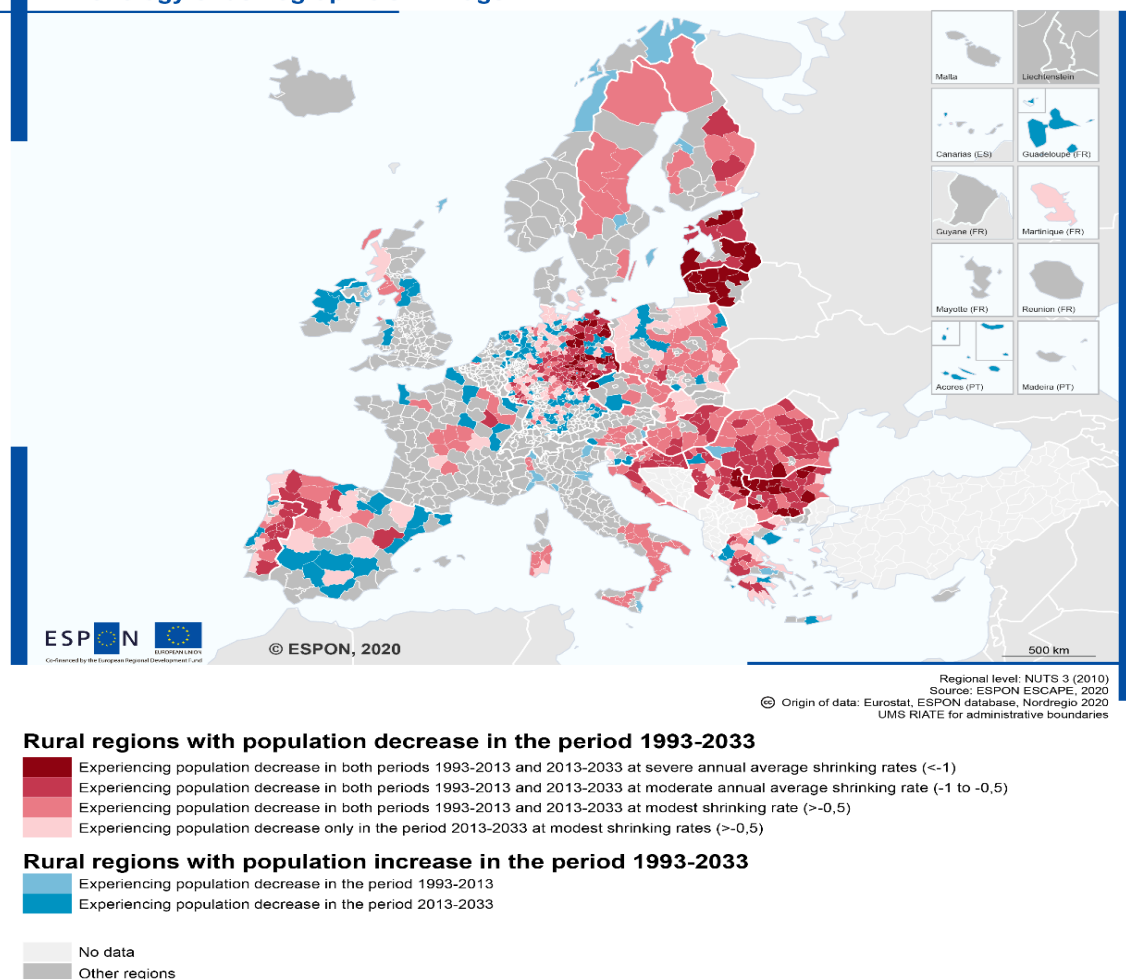 Malta
Liechtenstein
Canarias (ES)
Guadeloupe (FR)
Guyane (FR)
Martinique (FR)
Mayotte (FR)
Reunion (FR)
Acores (PT)
Madeira (PT)
ESPON
EUROPEAN UNION
Co-financed by the European Regional Development Fund
© ESPON, 2020
500 km
Regional level: NUTS 3 (2010)
Source: ESPON ESCAPE, 2020
cc Origin of data: Eurostat, ESPON database, Nordregio 2020
UMS RIATE for administrative boundaries
Rural regions with population decrease in the period 1993-2033
Experiencing population decrease in both periods 1993-2013 and 2013-2033 at severe annual average shrinking rates (<-1)
Experiencing population decrease in both periods 1993-2013 and 2013-2033 at moderate annual average shrinking rate (-1 to -0,5)
Experiencing population decrease in both periods 1993-2013 and 2013-2033 at modest shrinking rate (>-0,5)
Experiencing population decrease only in the period 2013-2033 at modest shrinking rates (>-0,5)
Rural regions with population increase in the period 1993-2033
Experiencing population decrease in the period 1993-2013
Experiencing population decrease in the period 2013-2033
No data
Other regions